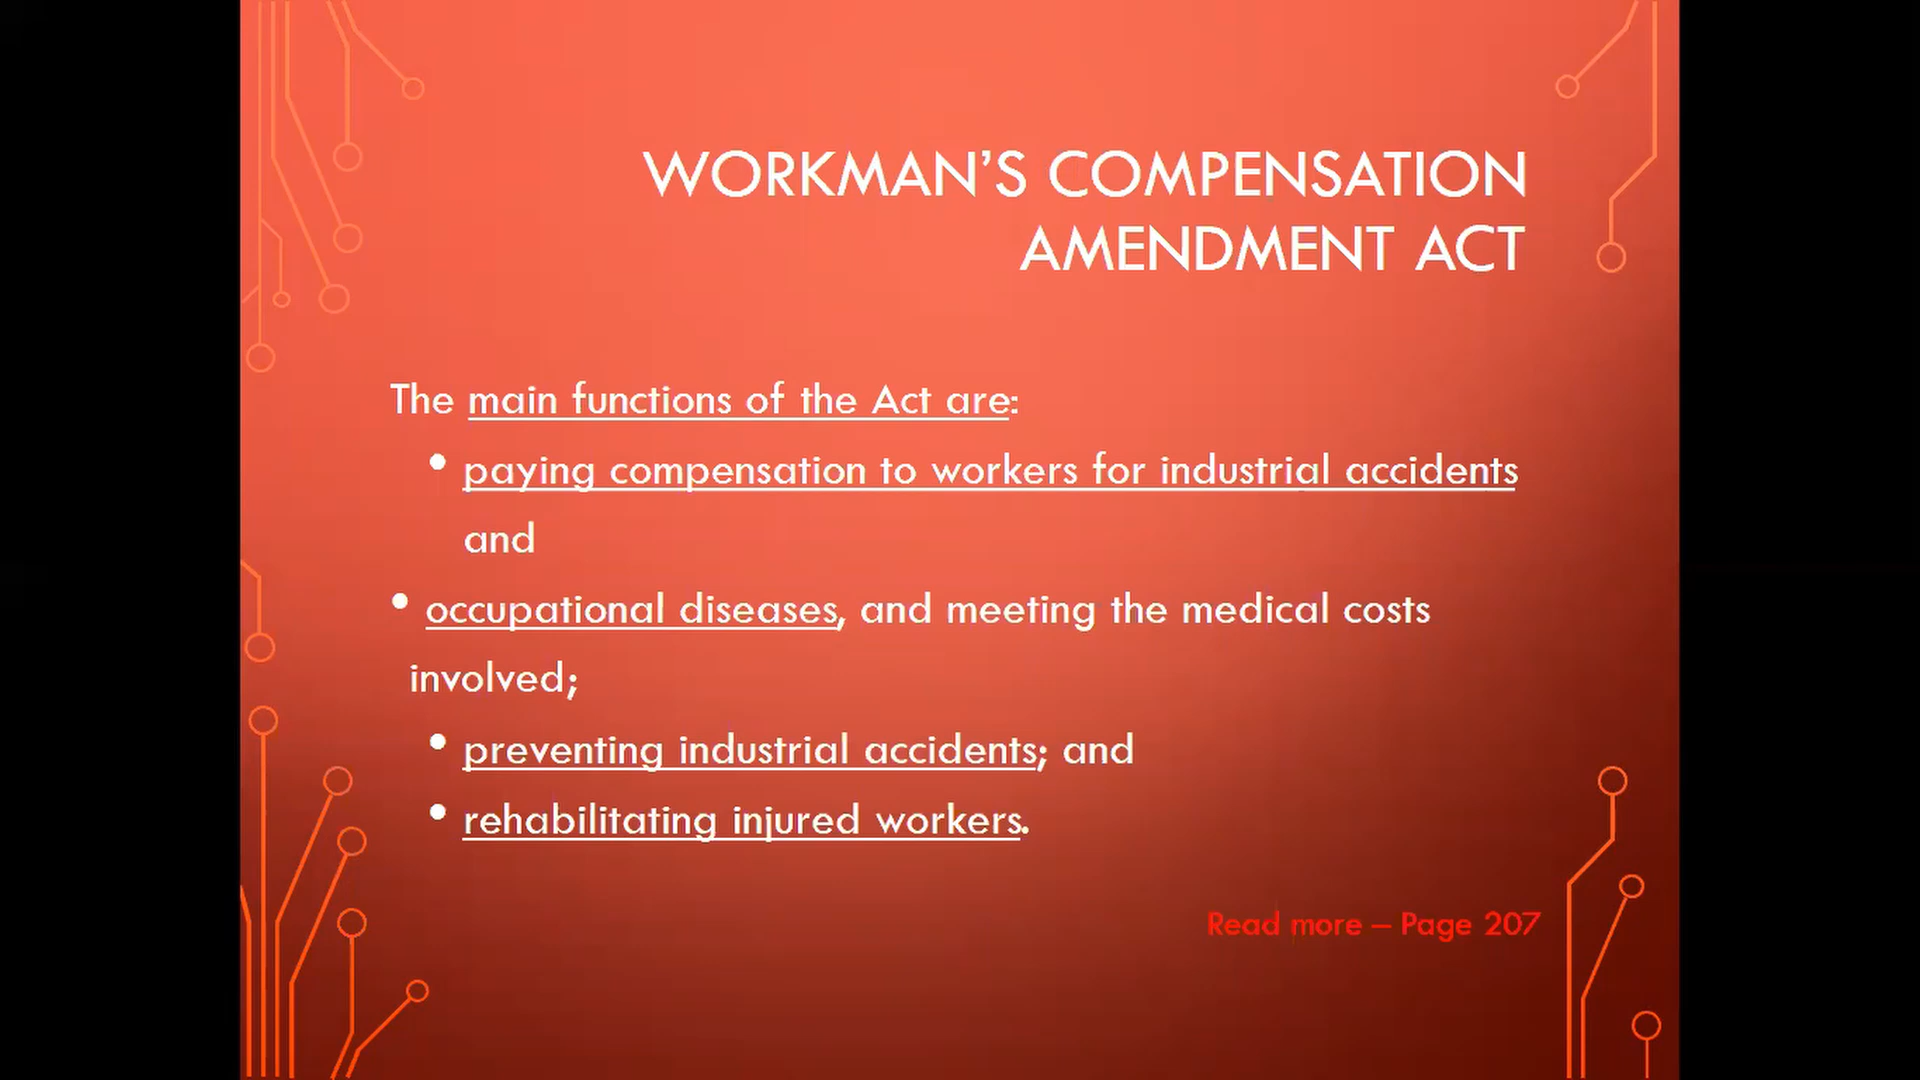 WORKMAN’S COMPENSATION
AMENDMENT ACT
The main functions of the Act are:
• paying compensation to workers for industrial accidents
and
• occupational diseases, and meeting the medical costs
involved;
• preventing industrial accidents; and
• rehabilitating injured workers.
Read more – Page 207